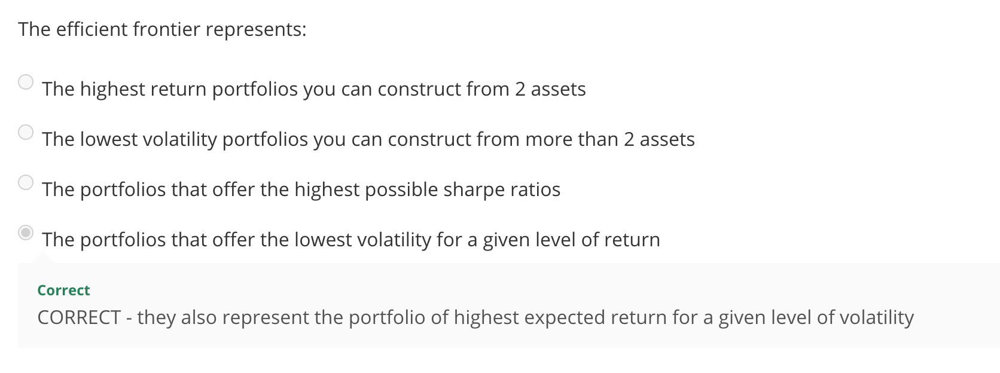 The efficient frontier represents:
The highest return portfolios you can construct from 2 assets
The lowest volatility portfolios you can construct from more than 2 assets
The portfolios that offer the highest possible sharpe ratios
The portfolios that offer the lowest volatility for a given level of return
Correct
CORRECT - they also represent the portfolio of highest expected return for a given level of volatility